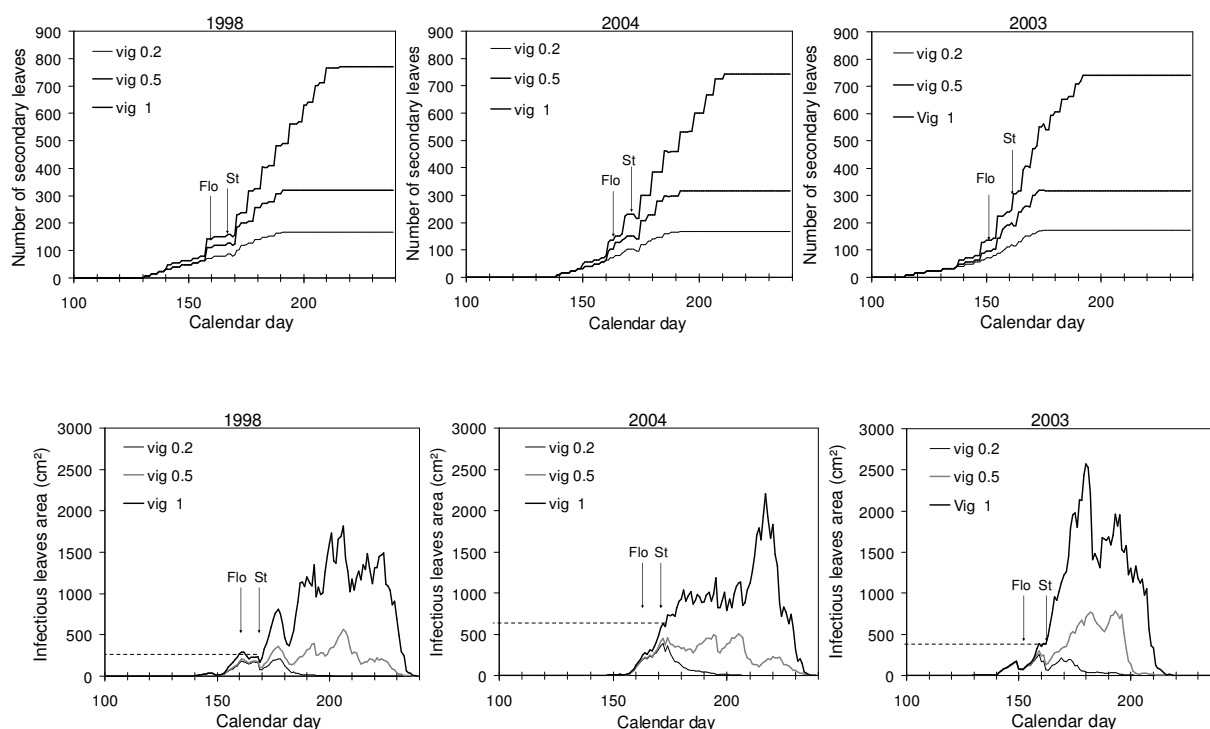 1998
Number of secondary leaves
900
800
700
600
500
400
300
200
100
0
vig 0.2
vig 0.5
vig 1
Flo
St
100
150
200
Calendar day
2004
Number of secondary leaves
900
800
700
600
500
400
300
200
100
0
vig 0.2
vig 0.5
vig 1
Flo
St
100
150
200
Calendar day
2003
Number of secondary leaves
900
800
700
600
500
400
300
200
100
0
vig 0.2
vig 0.5
Vig 1
Flo
St
100
150
200
Calendar day
1998
Infectious leaves area (cm²)
3000
2500
2000
1500
1000
500
0
vig 0.2
vig 0.5
vig 1
Flo
St
100
150
200
Calendar day
2004
Infectious leaves area (cm²)
3000
2500
2000
1500
1000
500
0
vig 0.2
vig 0.5
vig 1
Flo
St
100
150
200
Calendar day
2003
Infectious leaves area (cm²)
3000
2500
2000
1500
1000
500
0
vig 0.2
vig 0.5
Vig 1
Flo
St
100
150
200
Calendar day